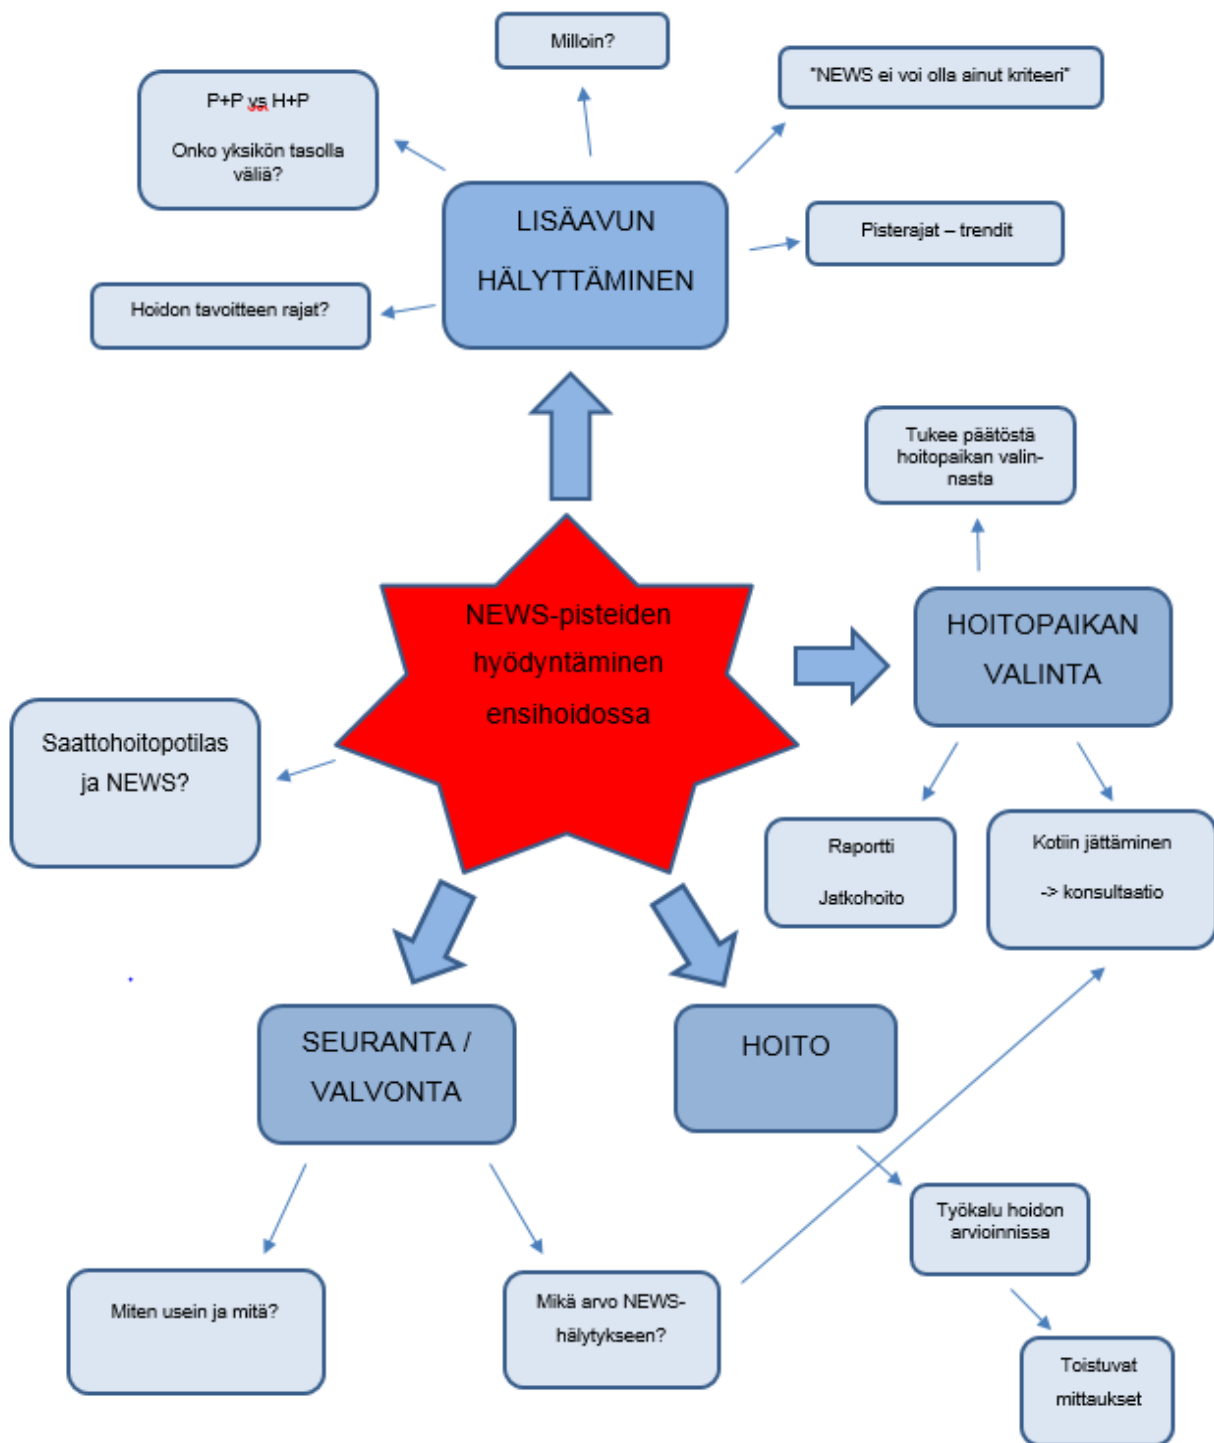 Milloin?
"NEWS ei voi olla ainut kriteeri"
P+P vs H+P
Onko yksikön tasolla
väliä?
LISÄAVUN
HÄLYTTÄMINEN
Pisterajat – trendit
Hoidon tavoitteen rajat?
Tukee päätöstä
hoitopaikan valin-
nasta
NEWS-pisteiden
hyödyntäminen
ensihoidossa
HOITOPAIKAN
VALINTA
Saattohoitopotilas
ja NEWS?
Raportti
Jatkohoito
Kotiin jättäminen
-> konsultaatio
SEURANTA /
VALVONTA
HOITO
Työkalu hoidon
arvioinnissa
Miten usein ja mitä?
Mikä arvo NEWS-
hälytykseen?
Toistuvat
mittaukset